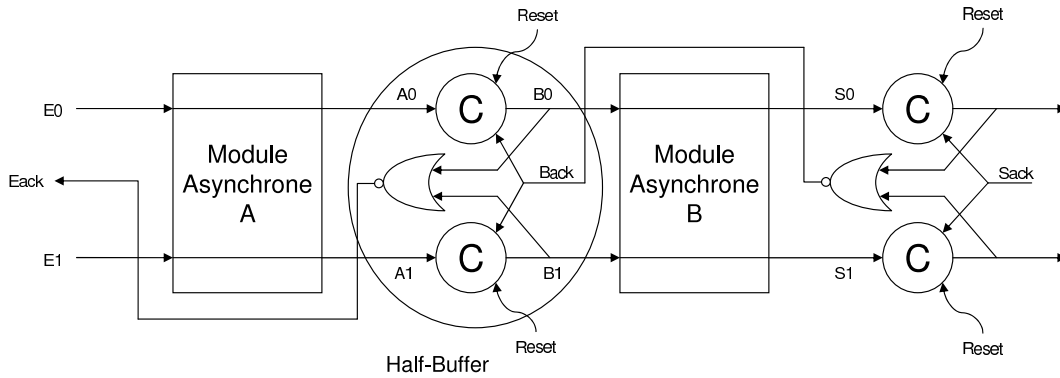 Reset
Reset
E0
A0
C
B0
S0
C
Module
Asynchrone
A
Eack
Back
Module
Asynchrone
B
Sack
E1
A1
C
B1
S1
C
Reset
Reset
Half-Buffer